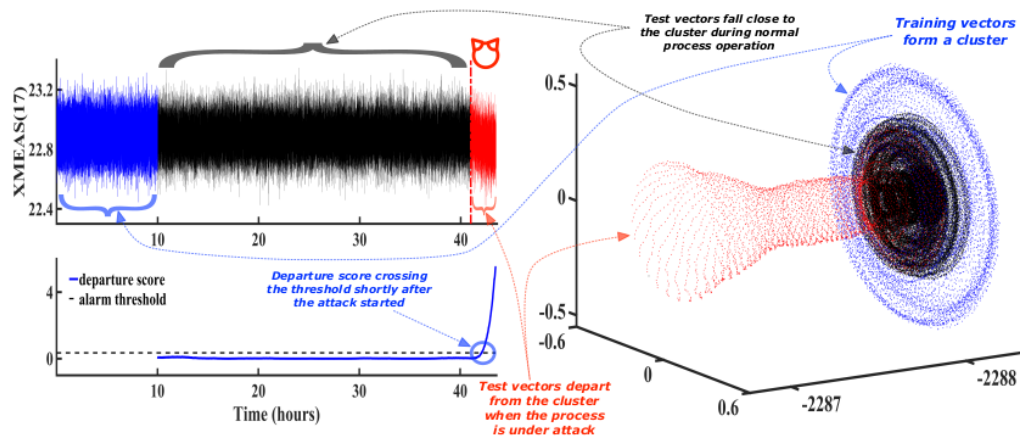 Test vectors fall close to
the cluster during normal
process operation
Training vectors
form a cluster
XMEAS(17)
23.2
22.8
22.4
10
20
30
40
departure score
alarm threshold
Departure score crossing
the threshold shortly after
the attack started
4
0
10
20
30
40
Time (hours)
Test vectors depart
from the cluster
when the process
is under attack
0.5
0
-0.5
-0.6
0
0.6
-2287
-2288